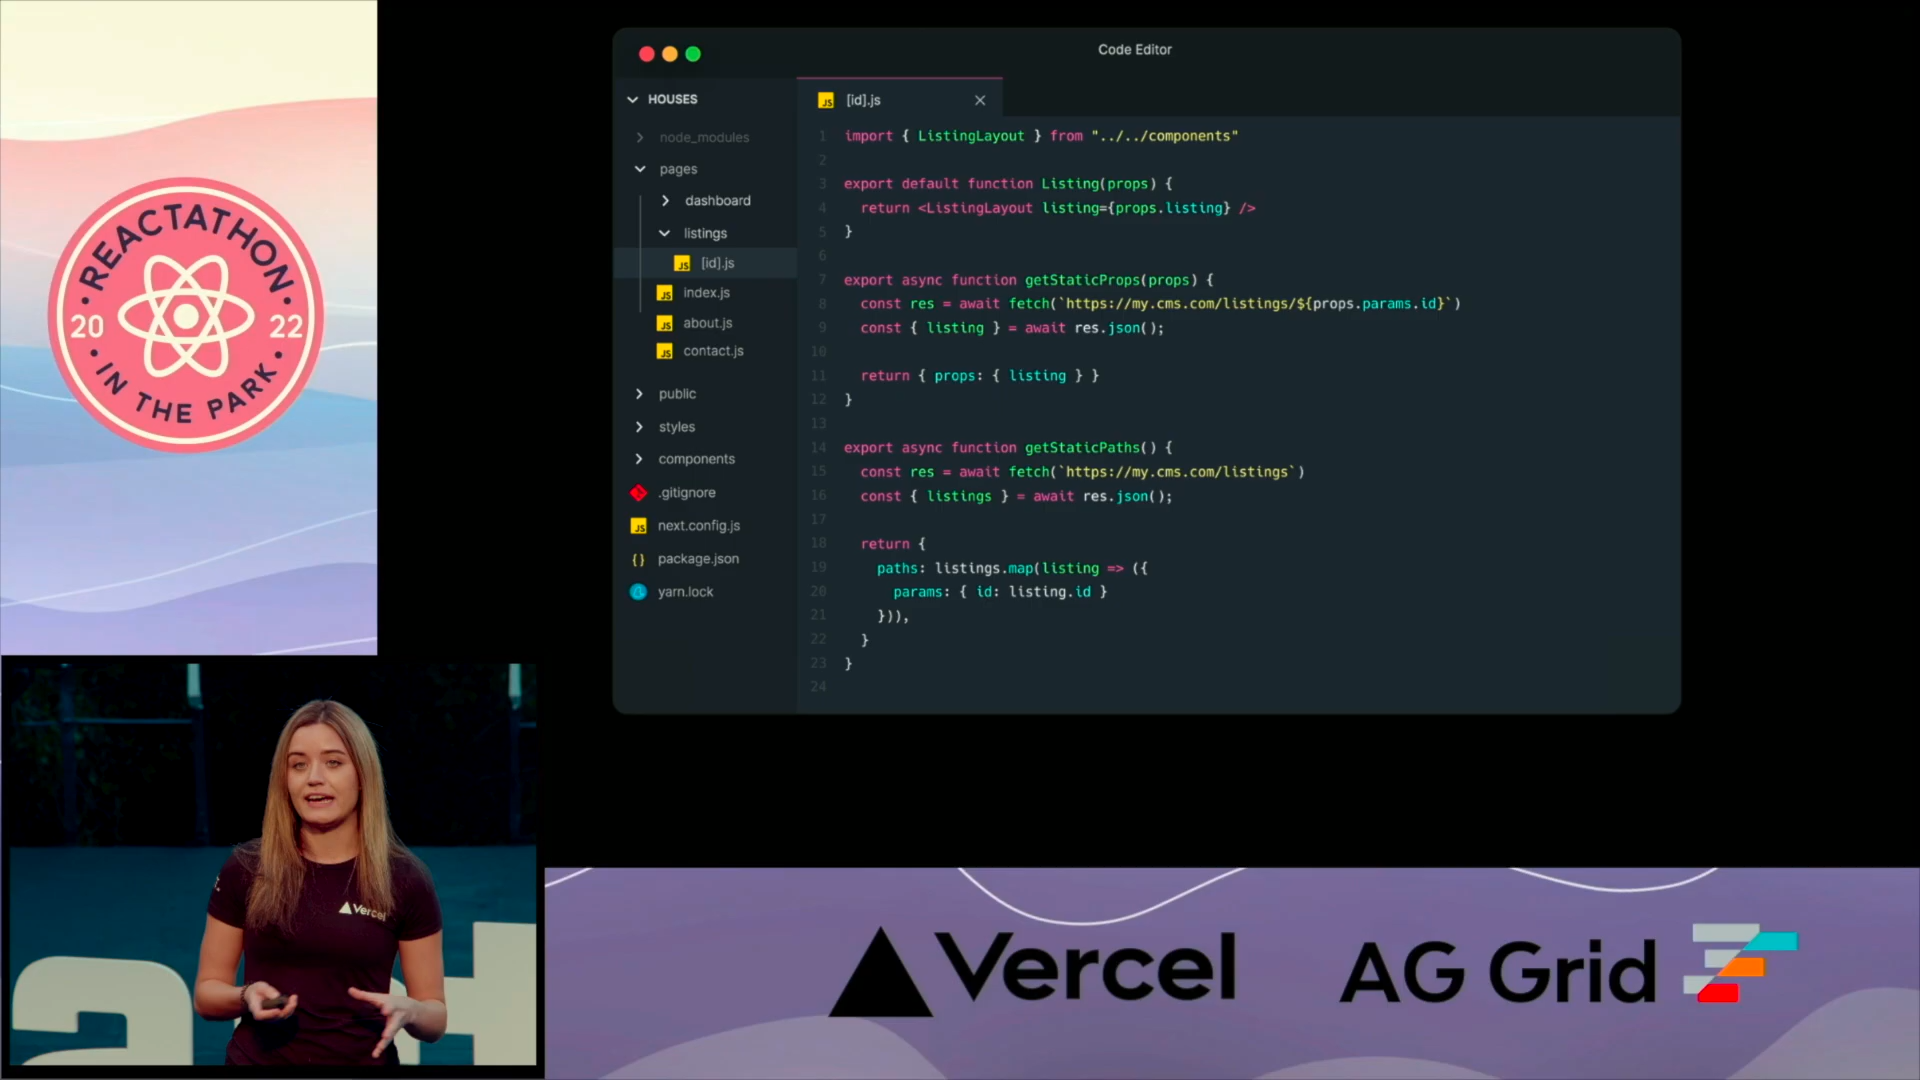 REACTATHON
20 22
IN THE PARK
Code Editor
HOUSES
node_modules
pages
dashboard
listings
JS [id].js
JS index.js
JS about.js
JS contact.js
public
styles
components
.gitignore
JS next.config.js
{} package.json
yarn.lock
JS [id].js
1 import { ListingLayout } from "../../components"
2
3 export default function Listing(props) {
4 return <ListingLayout listing={props.listing} />
5 }
6
7 export async function getStaticProps(props) {
8 const res = await fetch(`https://my.cms.com/listings/${props.params.id}`)
9 const { listing } = await res.json();
10
11 return { props: { listing } }
12 }
13
14 export async function getStaticPaths() {
15 const res = await fetch(`https://my.cms.com/listings`)
16 const { listings } = await res.json();
17
18 return {
19 paths: listings.map(listing => ({
20 params: { id: listing.id }
21 })),
22 }
23 }
24
Vercel
Vercel AG Grid